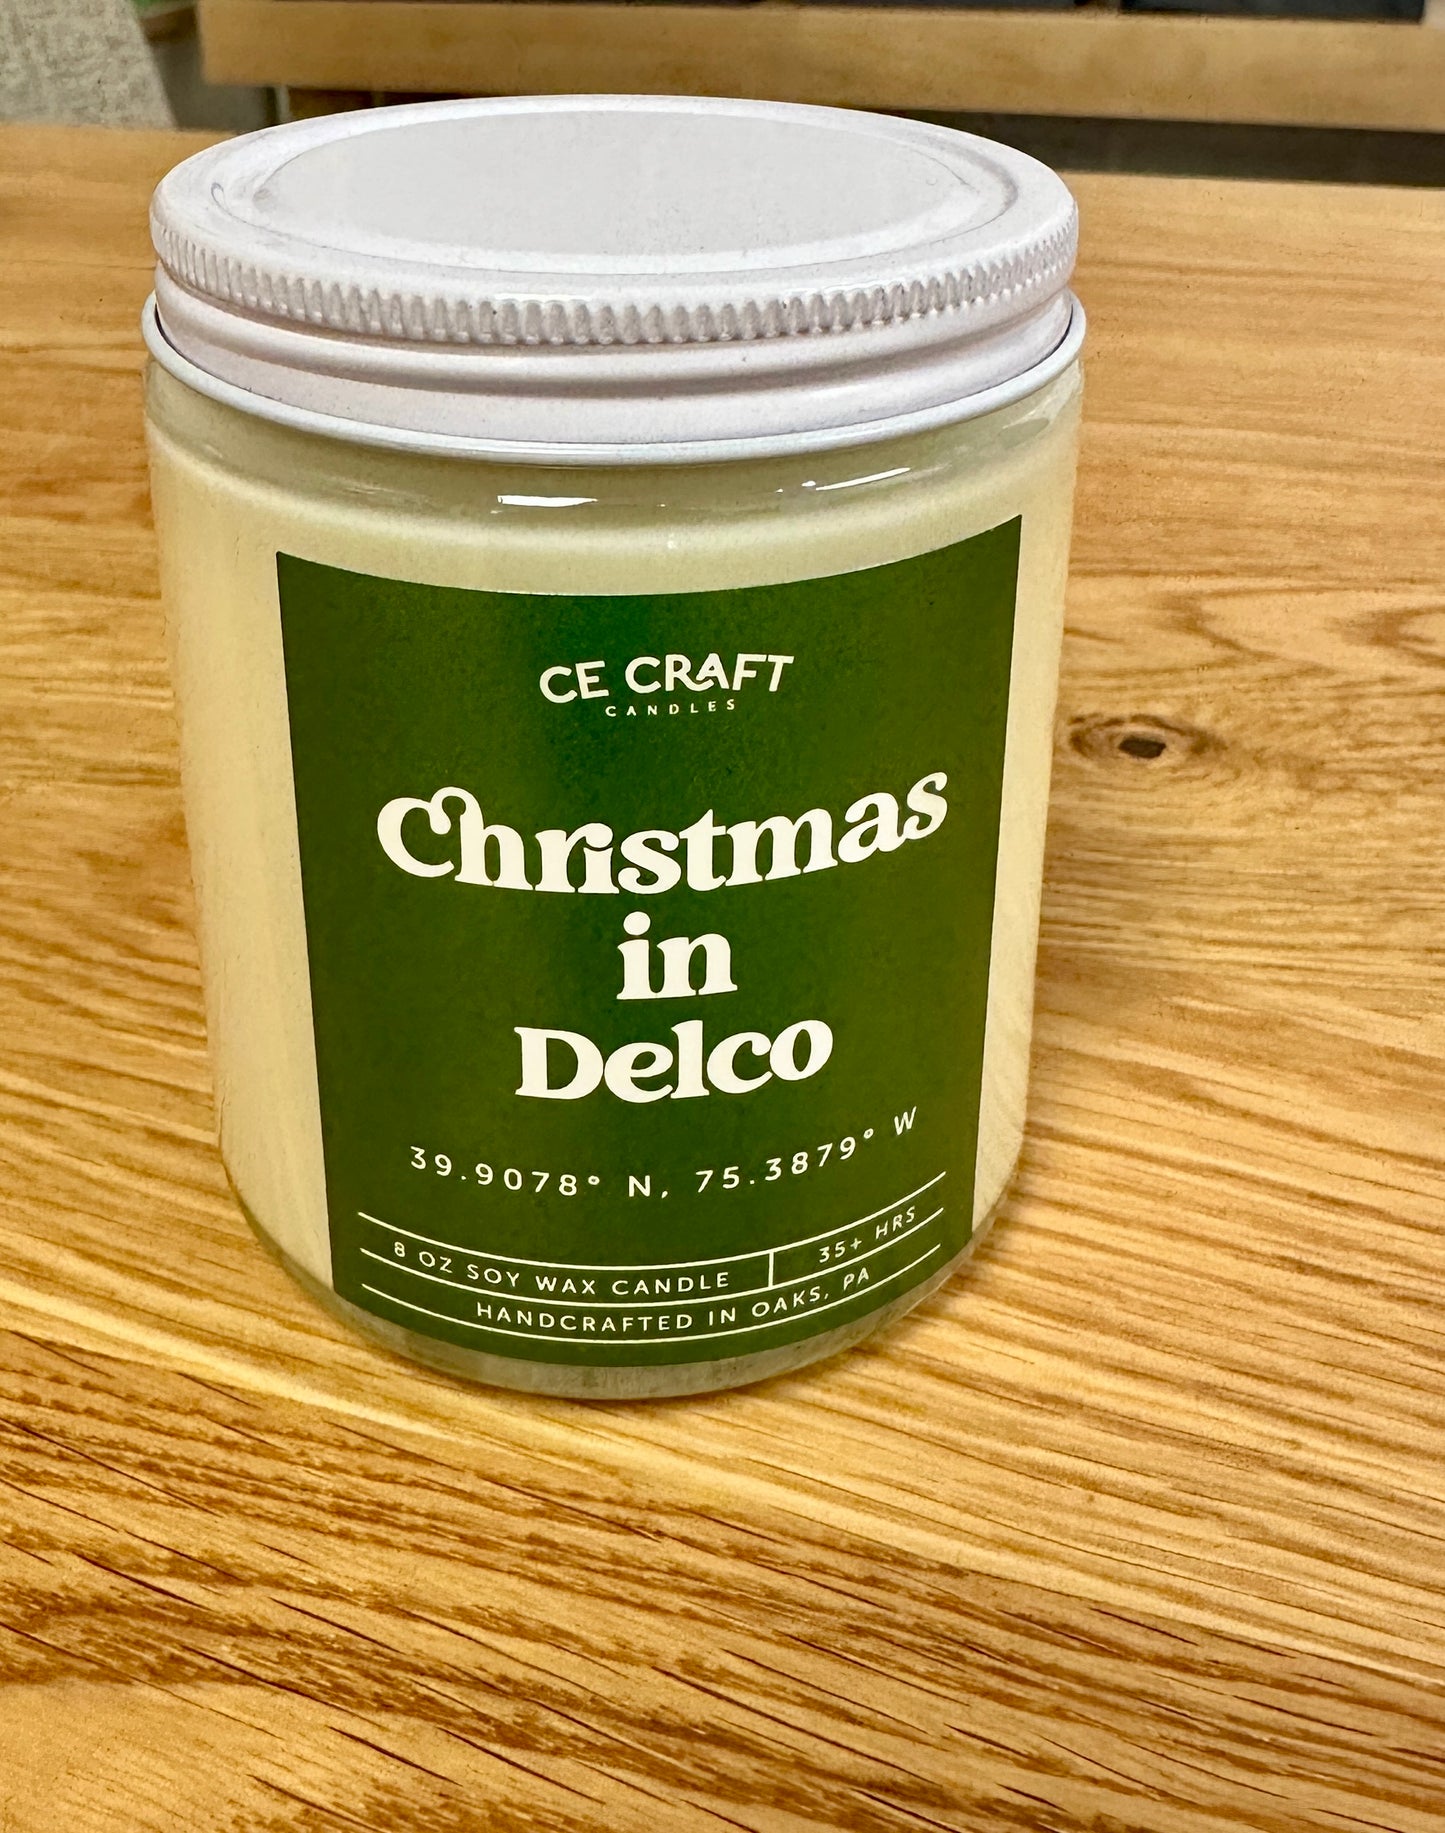 CE CRAFT
CANDLES
Christmas
in
Delco
39.9078° N, 75.3879° W
8 OZ SOY WAX CANDLE 35+ HRS
HANDCRAFTED IN OAKS, PA